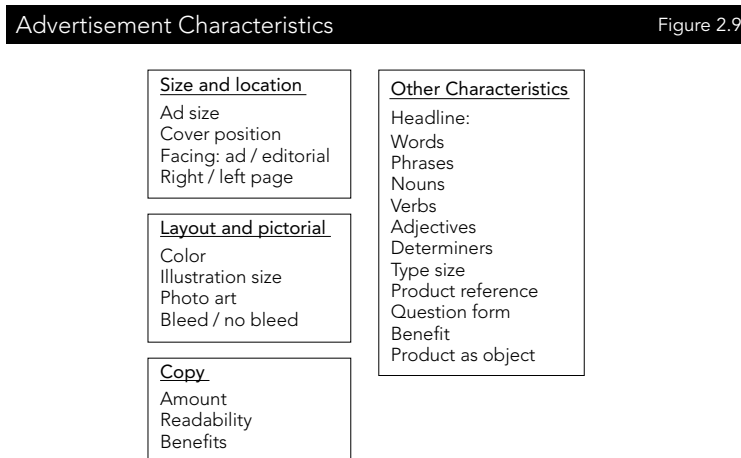 Advertisement Characteristics
Figure 2.9
Size and location
Ad size
Cover position
Facing: ad / editorial
Right / left page
Layout and pictorial
Color
Illustration size
Photo art
Bleed / no bleed
Copy
Amount
Readability
Benefits
Other Characteristics
Headline:
Words
Phrases
Nouns
Verbs
Adjectives
Determiners
Type size
Product reference
Question form
Benefit
Product as object